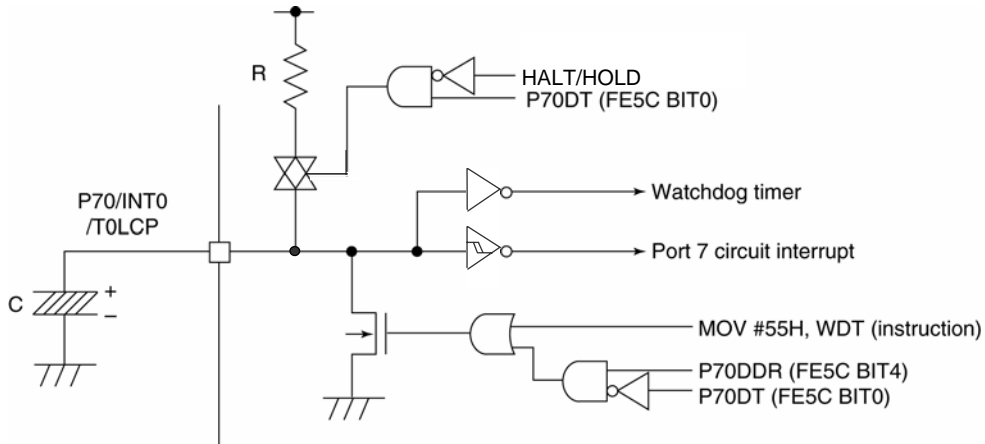 R
HALT/HOLD
P70DT (FE5C BIT0)
P70/INT0
/T0LCP
Watchdog timer
Port 7 circuit interrupt
C
+
−
MOV #55H, WDT (instruction)
P70DDR (FE5C BIT4)
P70DT (FE5C BIT0)